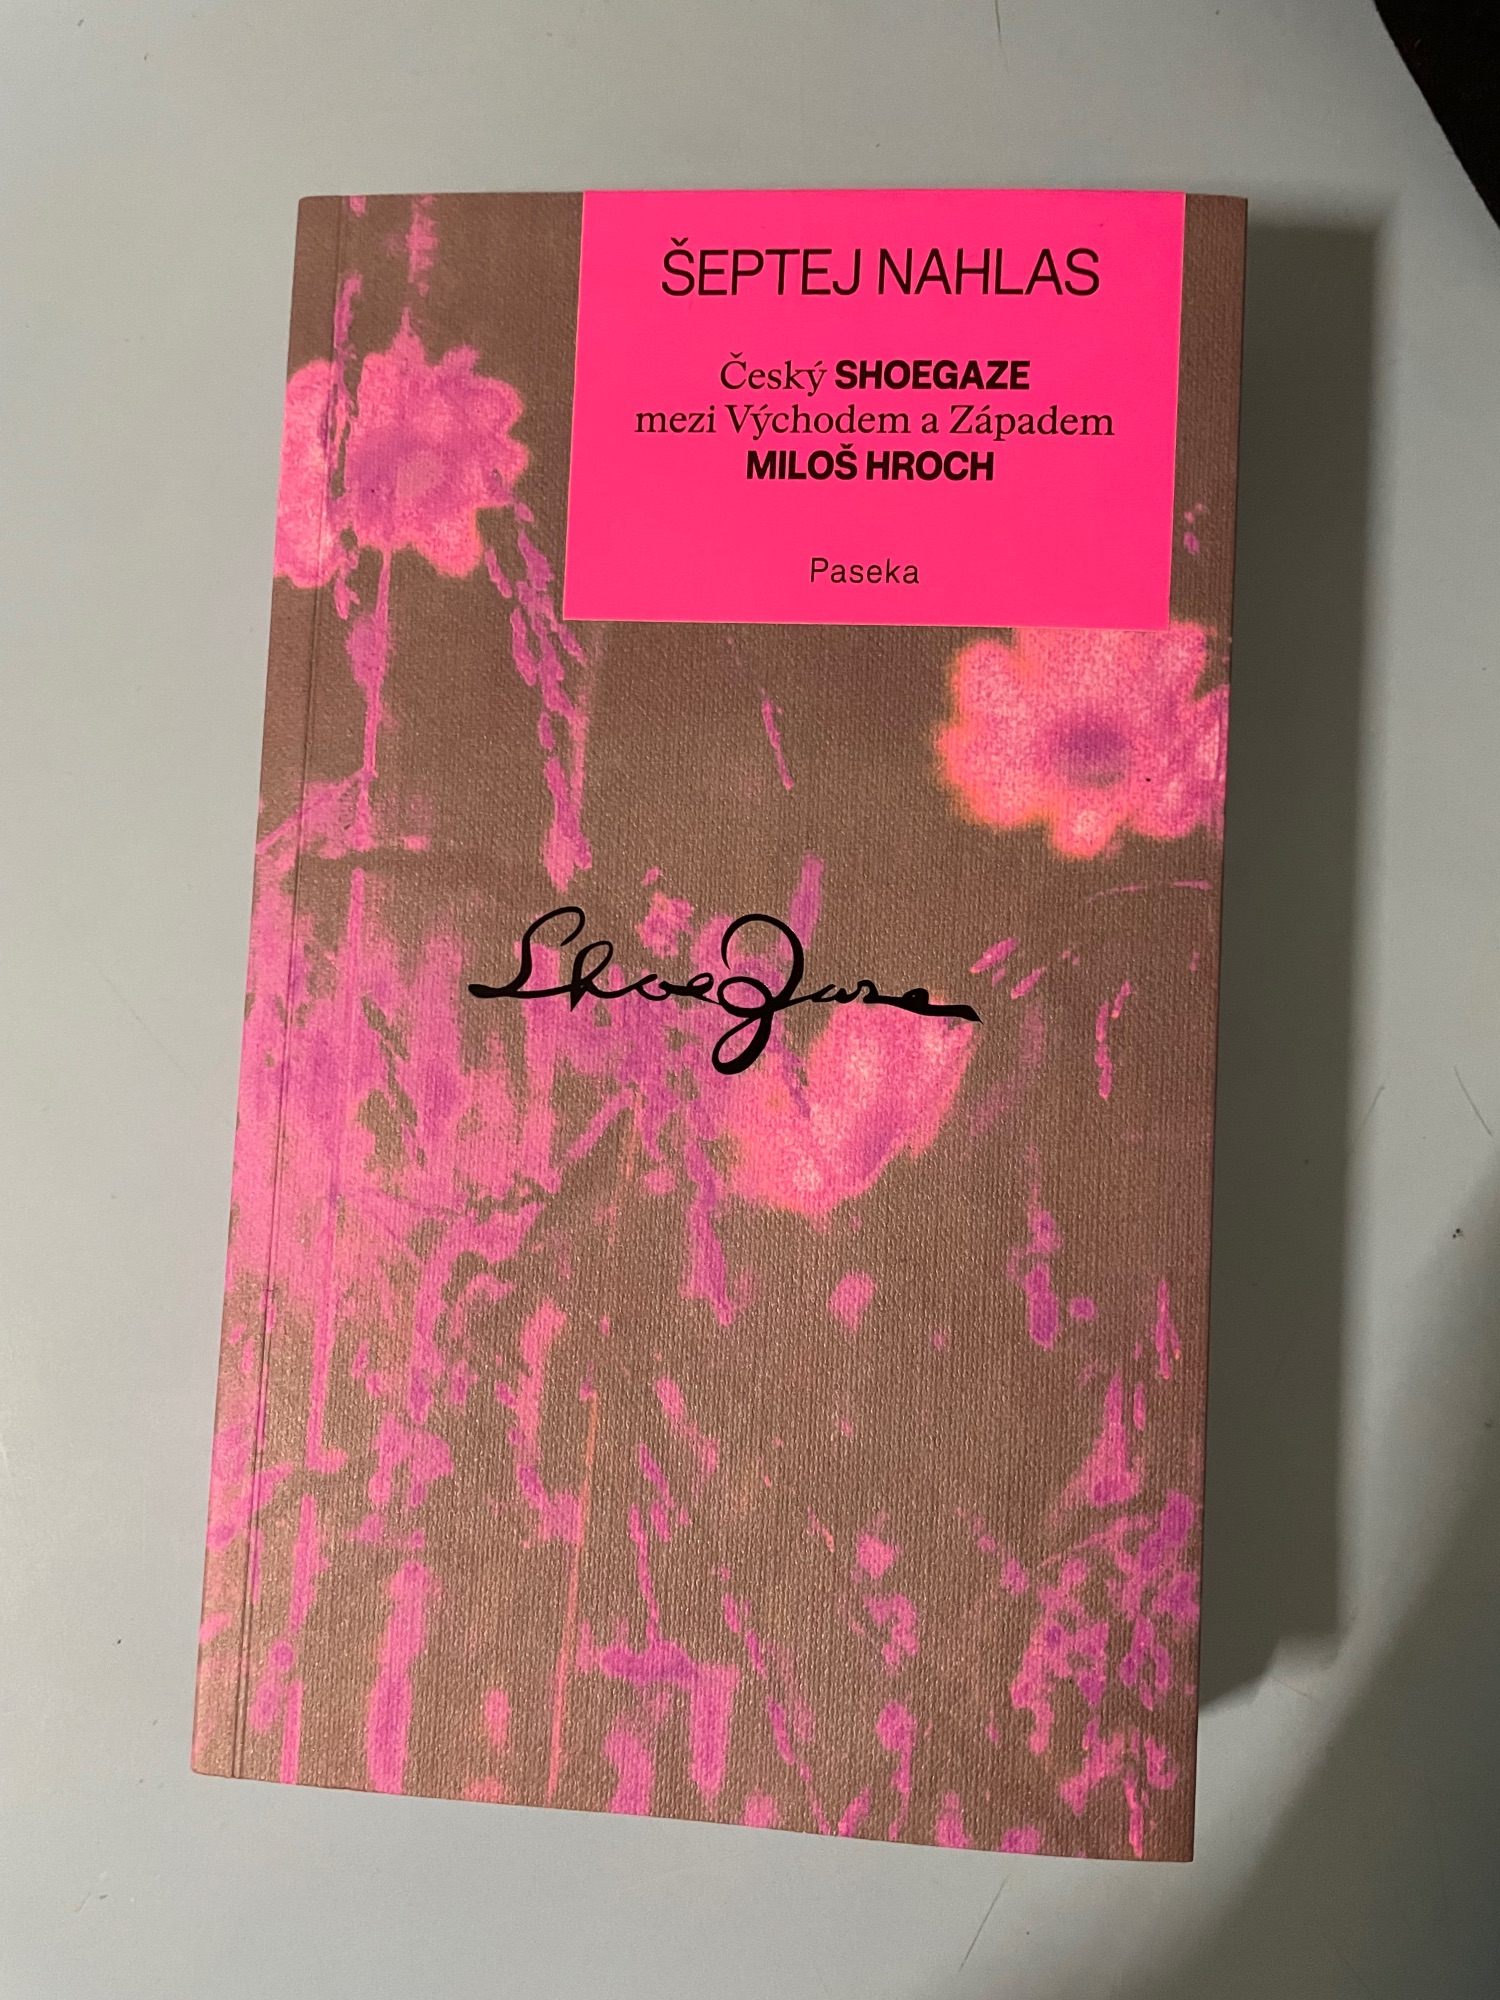 ŠEPTEJ NAHLAS
Český SHOEGAZE
mezi Východem a Západem
MILOŠ HROCH
Paseka
ShoeGaze